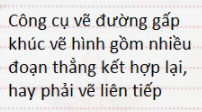 Công cụ vẽ đường gấp
khúc vẽ hình gồm nhiều
đoạn thẳng kết hợp lại,
hay phải vẽ liên tiếp